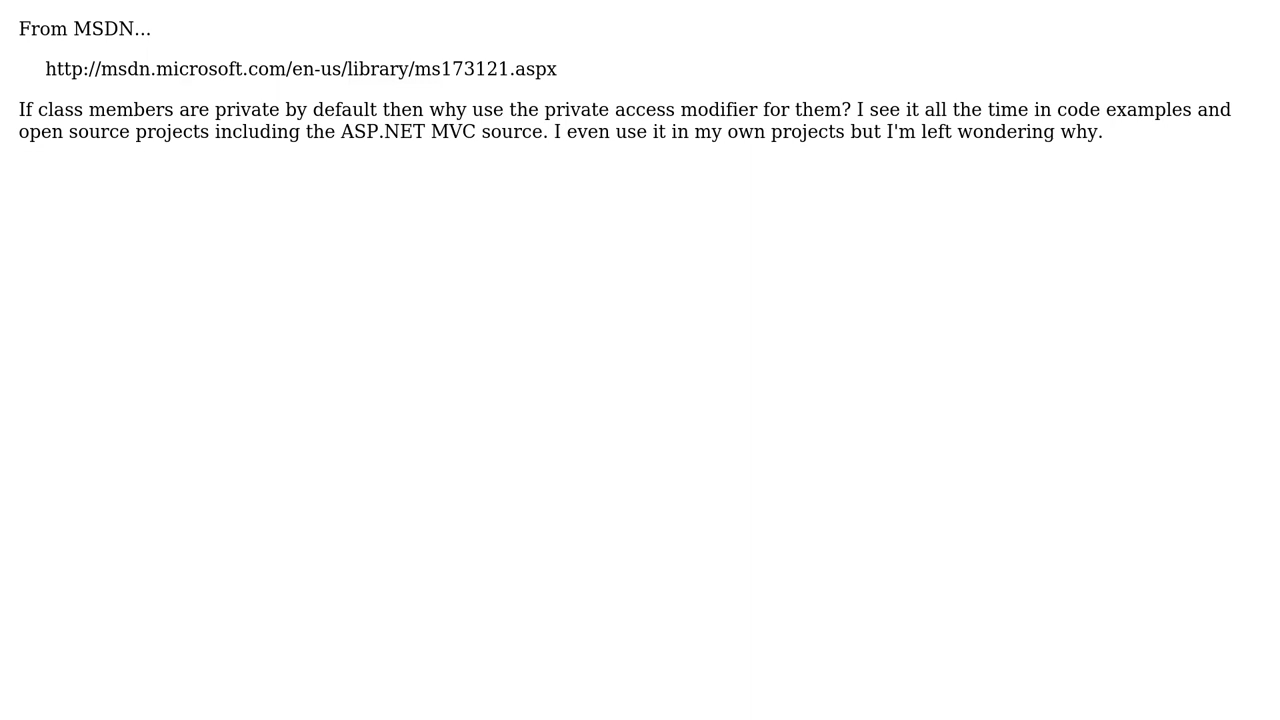 From MSDN...
http://msdn.microsoft.com/en-us/library/ms173121.aspx
If class members are private by default then why use the private access modifier for them? I see it all the time in code examples and
open source projects including the ASP.NET MVC source. I even use it in my own projects but I'm left wondering why.